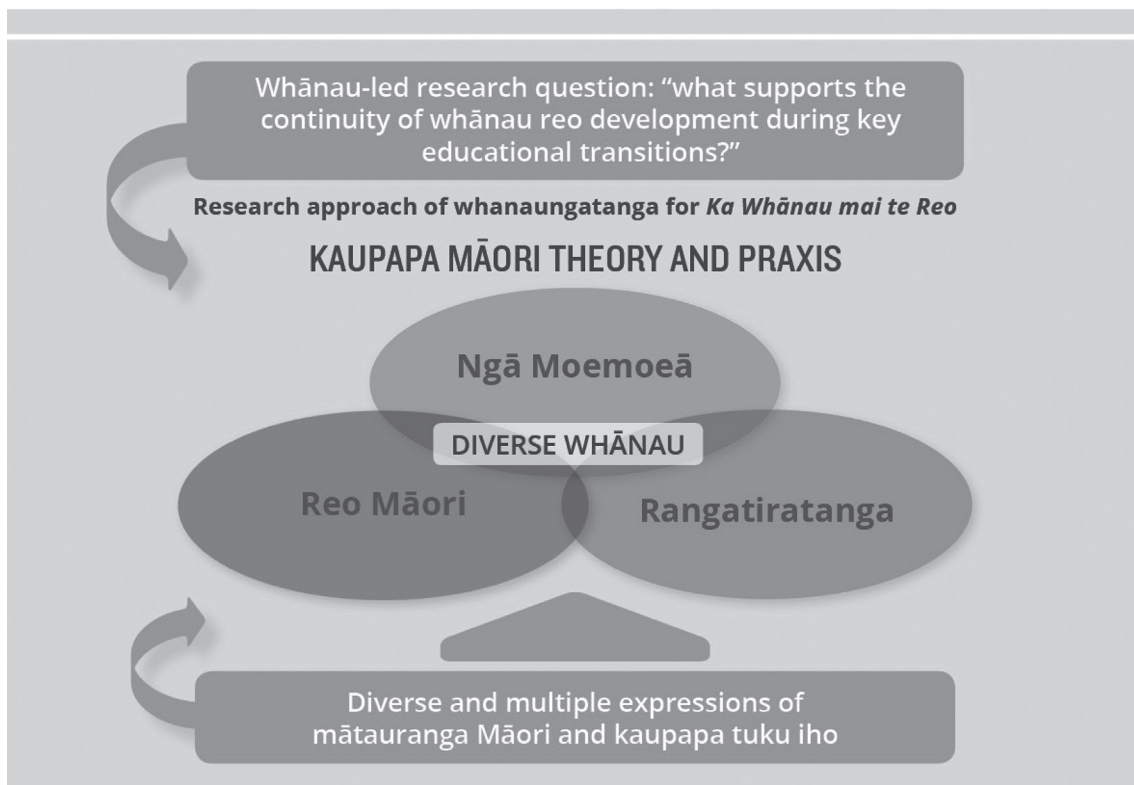 Whānau-led research question: “what supports the
continuity of whānau reo development during key
educational transitions?”
Research approach of whanaungatanga for Ka Whānau mai te Reo
KAUPAPA MĀORI THEORY AND PRAXIS
Ngā Moemoeā
DIVERSE WHĀNAU
Reo Māori
Rangatiratanga
Diverse and multiple expressions of
mātauranga Māori and kaupapa tuku iho